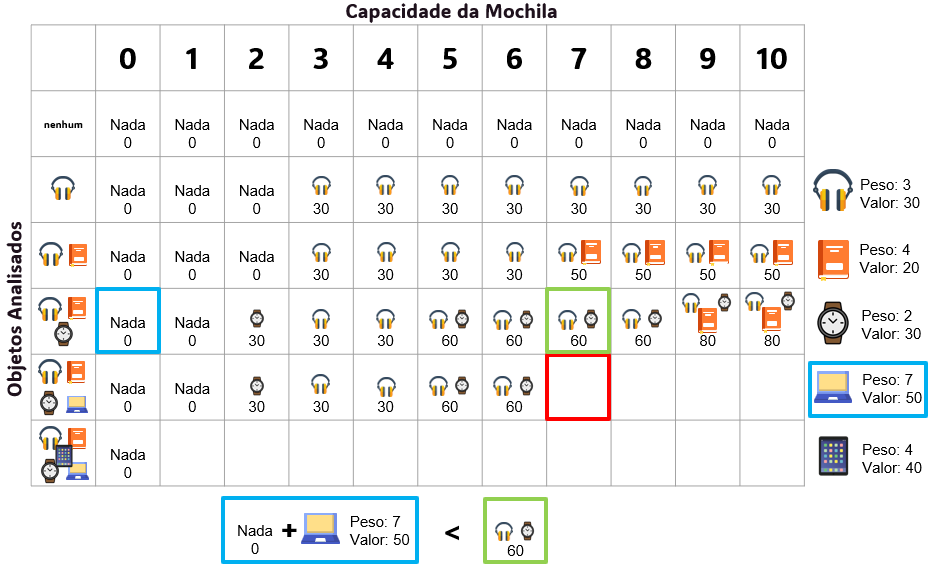 Capacidade da Mochila
0 1 2 3 4 5 6 7 8 9 10
Objetos Analisados
nenhum
Nada Nada Nada Nada Nada Nada Nada Nada Nada Nada Nada
0 0 0 0 0 0 0 0 0 0 0
Nada Nada Nada
0 0 0 30 30 30 30 30 30 30 30
Peso: 3
Valor: 30
Nada Nada Nada
0 0 0 30 30 30 30 50 50 50 50
Peso: 4
Valor: 20
Nada Nada
0 0 30 30 30 60 60 60 60 80 80
Peso: 2
Valor: 30
Nada Nada
0 0 30 30 30 60 60
Peso: 7
Valor: 50
Nada
0
Peso: 4
Valor: 40
Nada
0
+
Peso: 7
Valor: 50
<
60